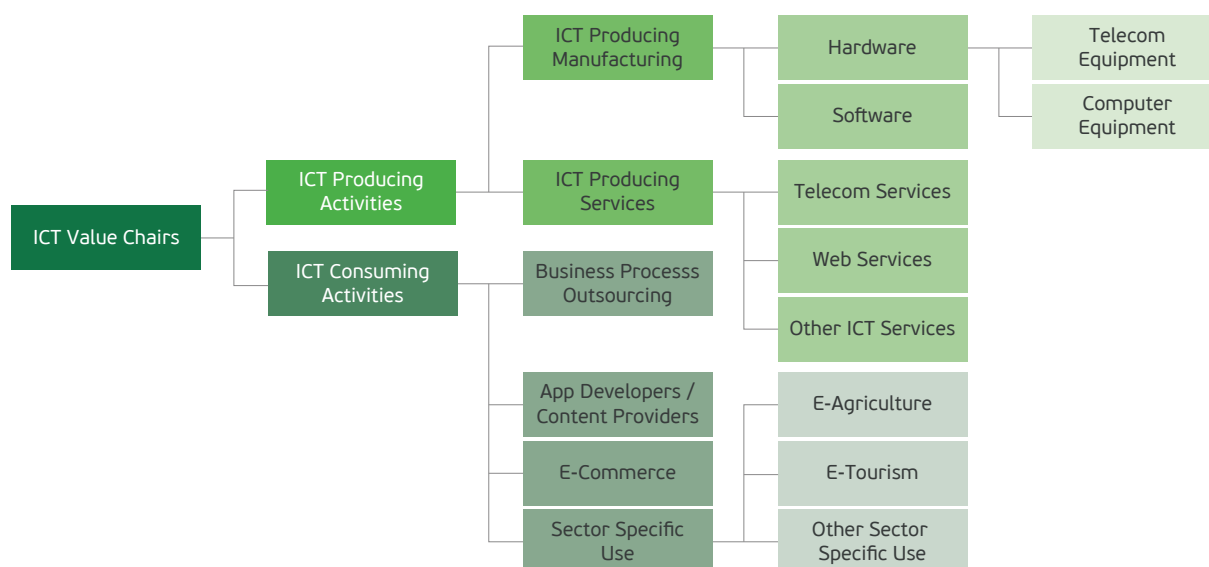 ICT Producing
Manufacturing
Hardware
Telecom
Equipment
Software
Computer
Equipment
ICT Value Chairs
ICT Producing
Activities
ICT Producing
Services
Telecom Services
Web Services
Other ICT Services
ICT Consuming
Activities
Business Processs
Outsourcing
App Developers /
Content Providers
E-Commerce
Sector Specific
Use
E-Agriculture
E-Tourism
Other Sector
Specific Use